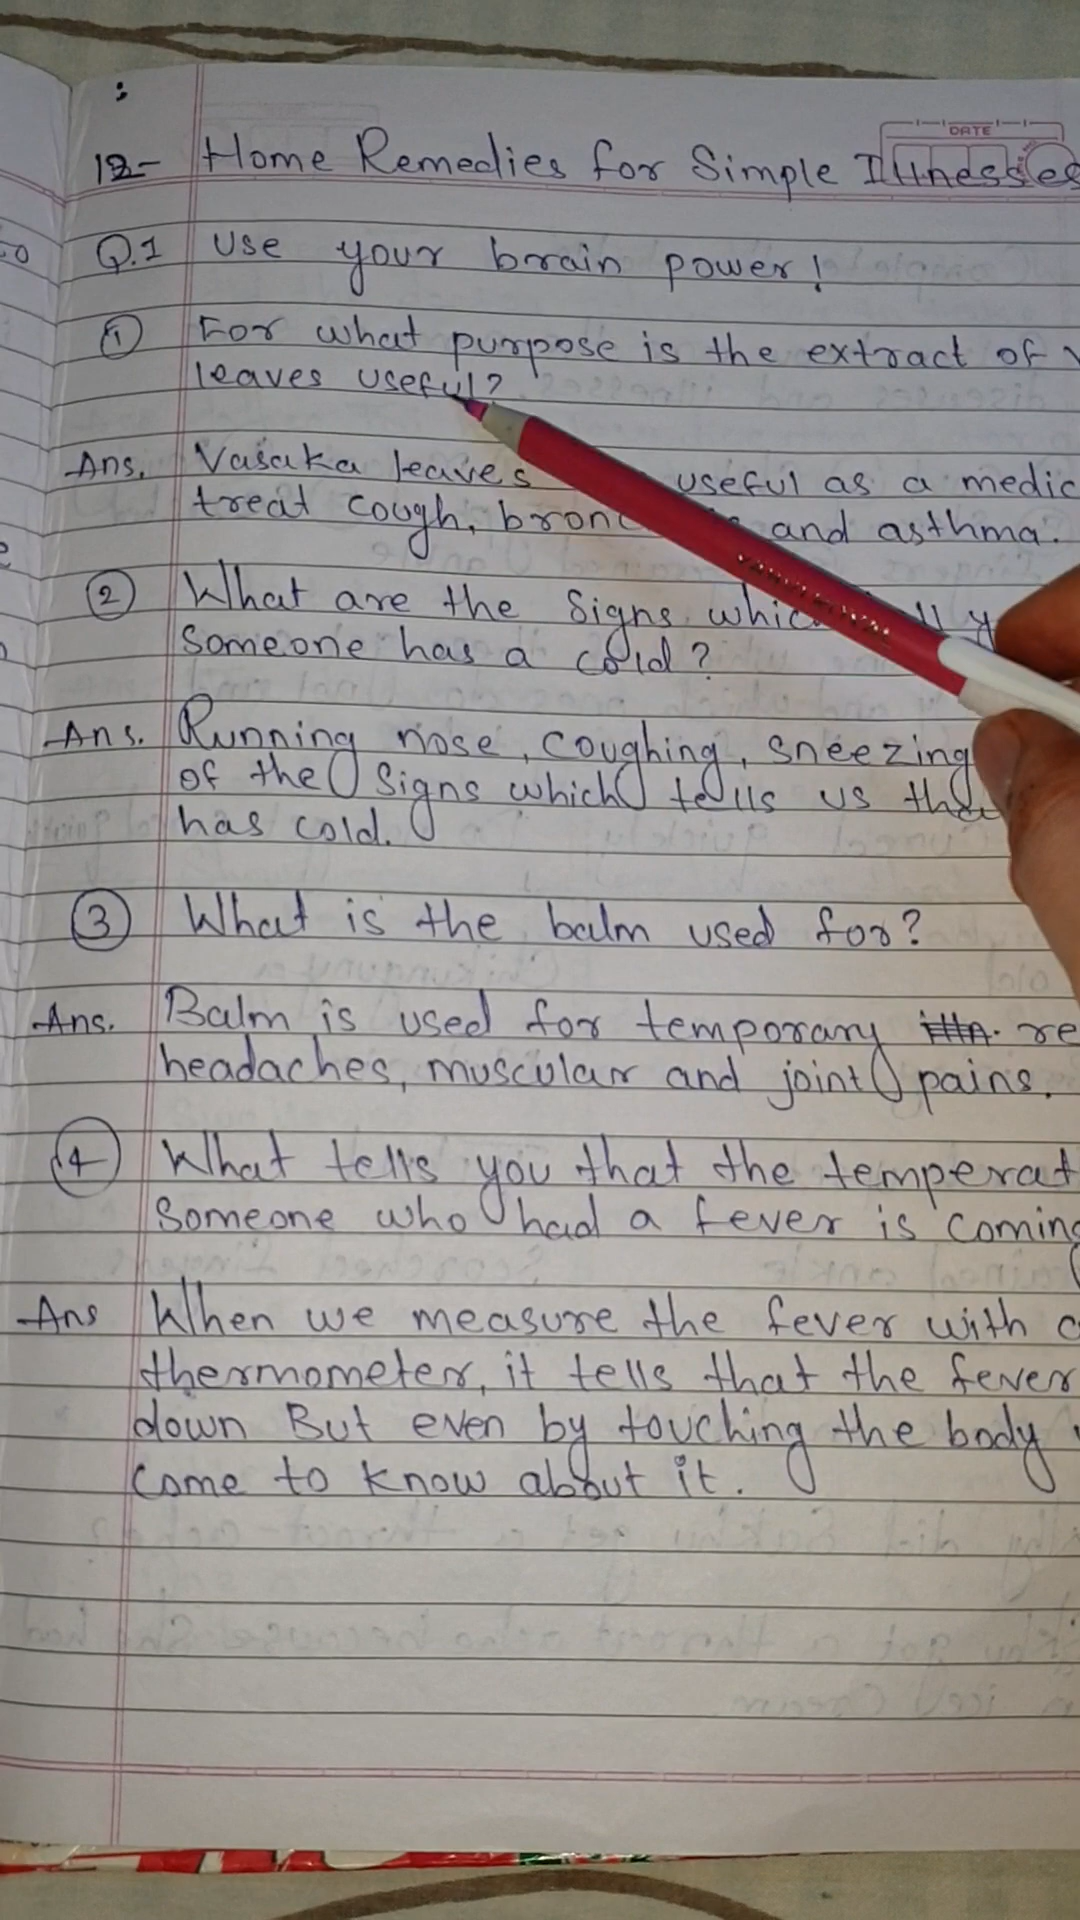 DATE
12- Home Remedies for Simple Illnesses
Q.1 Use your brain power!
① For what purpose is the extract of
leaves useful?
Ans. Vasaka leaves useful as a medic
treat cough, bron and asthma.
② What are the signs which
someone has a cold?
Ans. Running nose, coughing, sneezing
of the signs which tells us tha
has cold.
③ What is the balm used for?
Ans. Balm is used for temporary re
headaches, muscular and joint pains.
④ What tells you that the temperat
someone who had a fever is coming
Ans When we measure the fever with a
thermometer, it tells that the fever
down But even by touching the body
come to know about it.